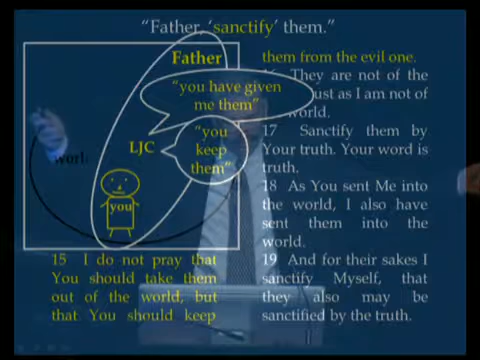 "Father, 'sanctify' them."
Father
"you have given
me them"
"you
keep
them"
LJC
you
15 I do not pray that
You should take them
out of the world, but
that You should keep
them from the evil one.
They are not of the
just as I am not of
world.
17 Sanctify them by
Your truth. Your word is
truth.
18 As You sent Me into
the world, I also have
sent them into the
world.
19 And for their sakes I
sanctify Myself, that
they also may be
sanctified by the truth.